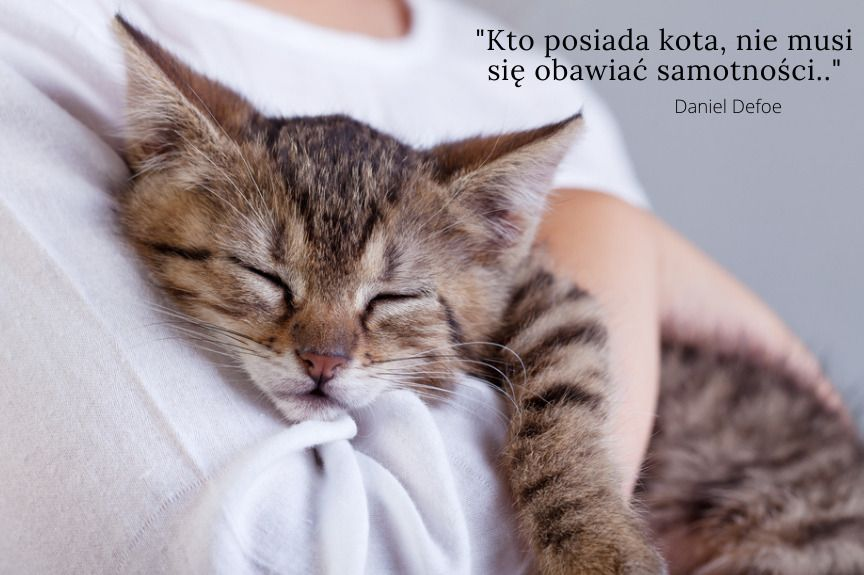 "Kto posiada kota, nie musi
się obawiać samotności.."
Daniel Defoe